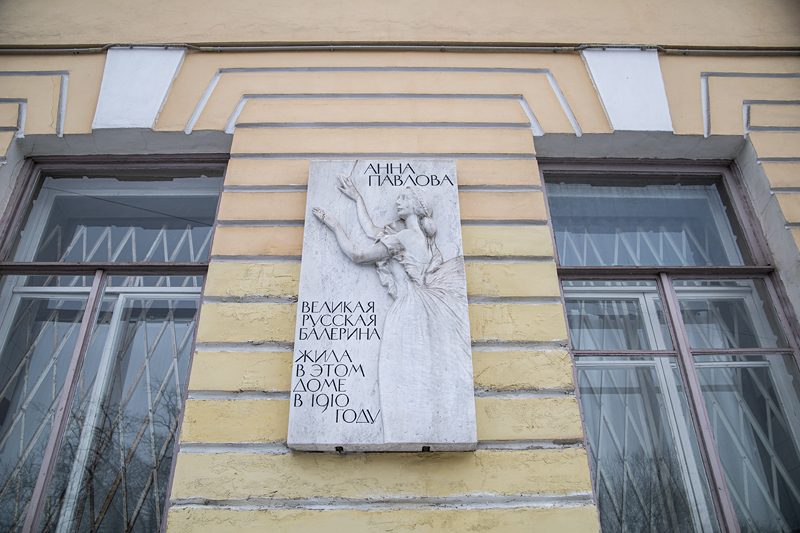 АННА
ПАВЛОВА
ВЕЛИКАЯ
РУССКАЯ
БАЛЕРИНА
ЖИЛА
В ЭТОМ
ДОМЕ
В 1910
ГОДУ